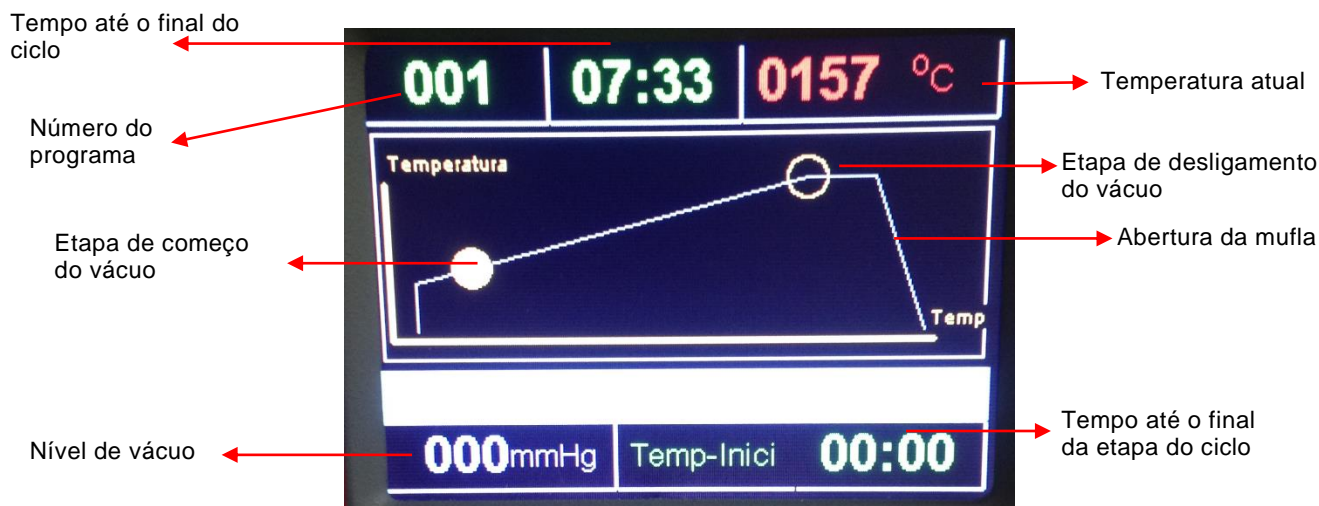 Tempo até o final do
ciclo
001
07:33
0157 ºC
Temperatura atual
Número do
programa
Temperatura
Etapa de desligamento
do vácuo
Etapa de começo
do vácuo
Abertura da mufla
Temp
Nível de vácuo
000mmHg
Temp-Inici
00:00
Tempo até o final
da etapa do ciclo